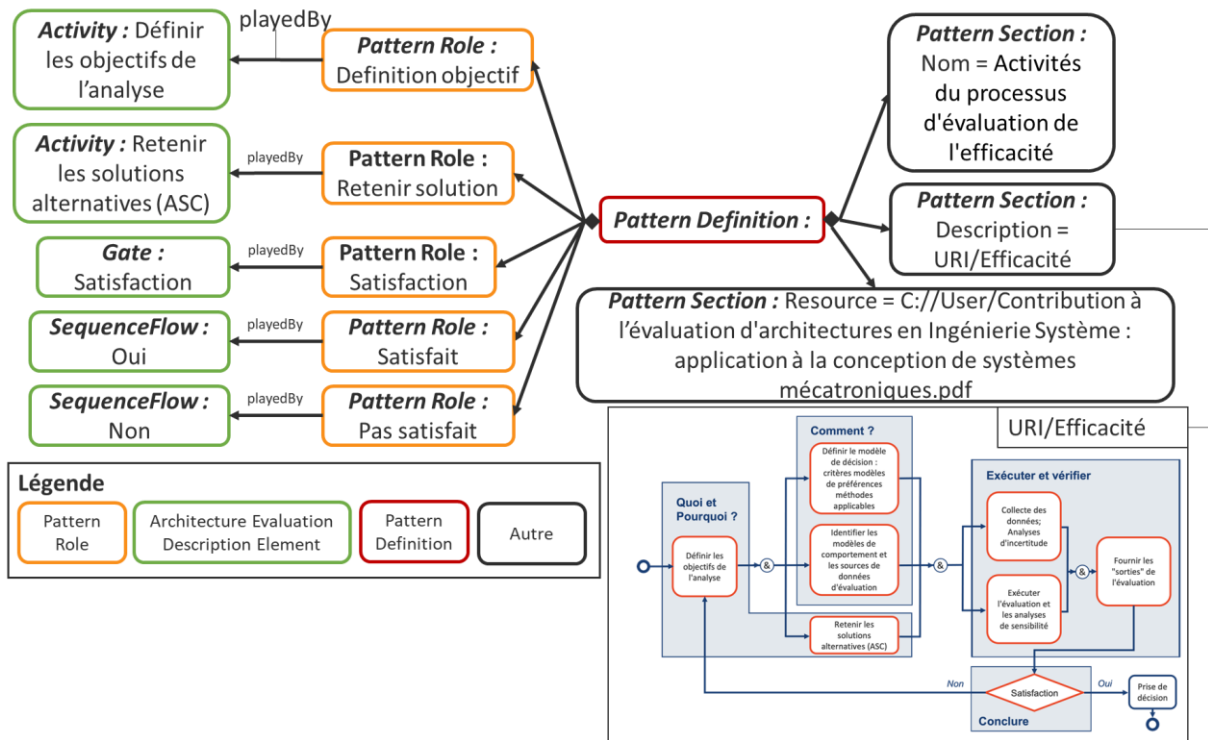 Activity : Définir
les objectifs de
l’analyse
playedBy
Pattern Role :
Definition objectif
Activity : Retenir
les solutions
alternatives (ASC)
playedBy
Pattern Role :
Retenir solution
Gate :
Satisfaction
playedBy
Pattern Role :
Satisfaction
SequenceFlow :
Oui
playedBy
Pattern Role :
Satisfait
SequenceFlow :
Non
playedBy
Pattern Role :
Pas satisfait
Pattern Definition :
Pattern Section :
Nom = Activités
du processus
d'évaluation de
l'efficacité
Pattern Section :
Description =
URI/Efficacité
Pattern Section : Resource = C://User/Contribution à
l’évaluation d'architectures en Ingénierie Système :
application à la conception de systèmes
mécatroniques.pdf
Légende
Pattern
Role
Architecture Evaluation
Description Element
Pattern
Definition
Autre
URI/Efficacité
Quoi et
Pourquoi ?
Définir les
objectifs de
l'analyse
&
Comment ?
Définir le modèle
de décision :
critères modèles
de préférences
méthodes
applicables
Identifier les
modèles de
comportement et
les sources de
données
d'évaluation
Retenir les
solutions
alternatives (ASC)
&
Exécuter et vérifier
Collecte des
données;
Analyses
d'incertitude
Exécuter
l'évaluation et
les analyses
de sensibilité
&
Fournir les
"sorties" de
l'évaluation
Non
Satisfaction
Oui
Prise de
décision
Conclure